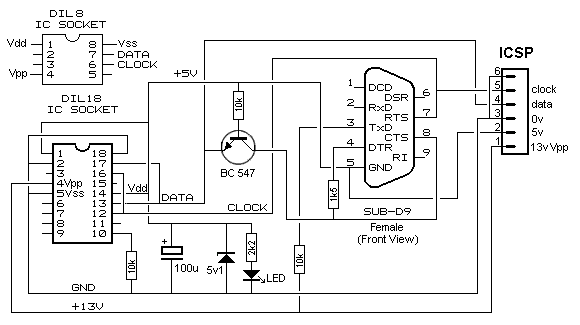 DIL8
IC SOCKET
Vdd 1 8 Vss
2 7 DATA
3 6 CLOCK
Vpp 4 5
DIL18
IC SOCKET
1 18
2 17
3 16
4 Vpp 15
5 Vss 14 Vdd
6 13 DATA
7 12 CLOCK
8 11
9 10
+5V
10k
BC 547
1 DCD
DSR 6
2 RxD
RTS 7
3 TxD
CTS 8
4 DTR
RI 9
5 GND
1k5
SUB-D9
Female
(Front View)
ICSP
6
5 clock
4 data
3 0v
2 5v
1 13vVpp
10k
+
100u
5v1
2k2
LED
10k
GND
+13V